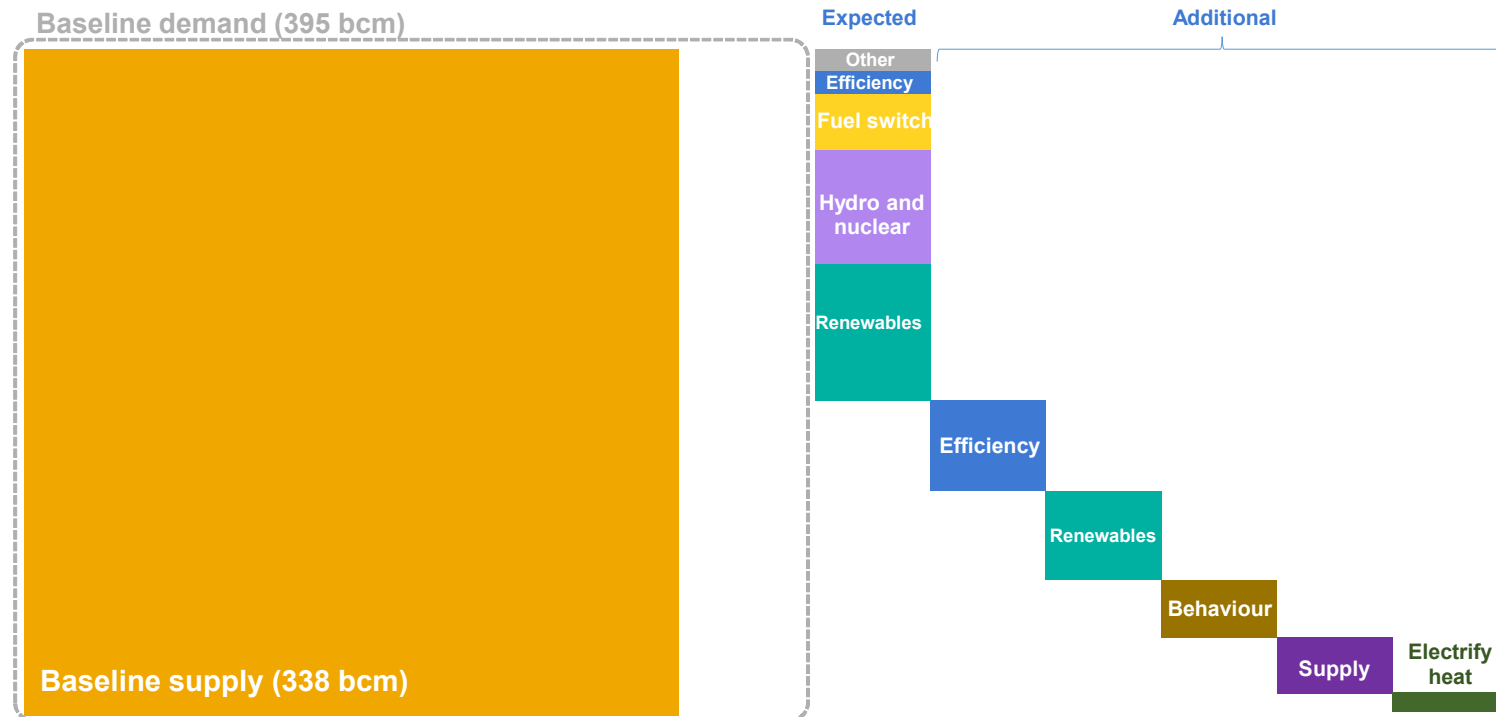 Baseline demand (395 bcm)
Expected
Additional
Other
Efficiency
Fuel switch
Hydro and
nuclear
Renewables
Efficiency
Renewables
Behaviour
Supply
Electrify
heat
Baseline supply (338 bcm)